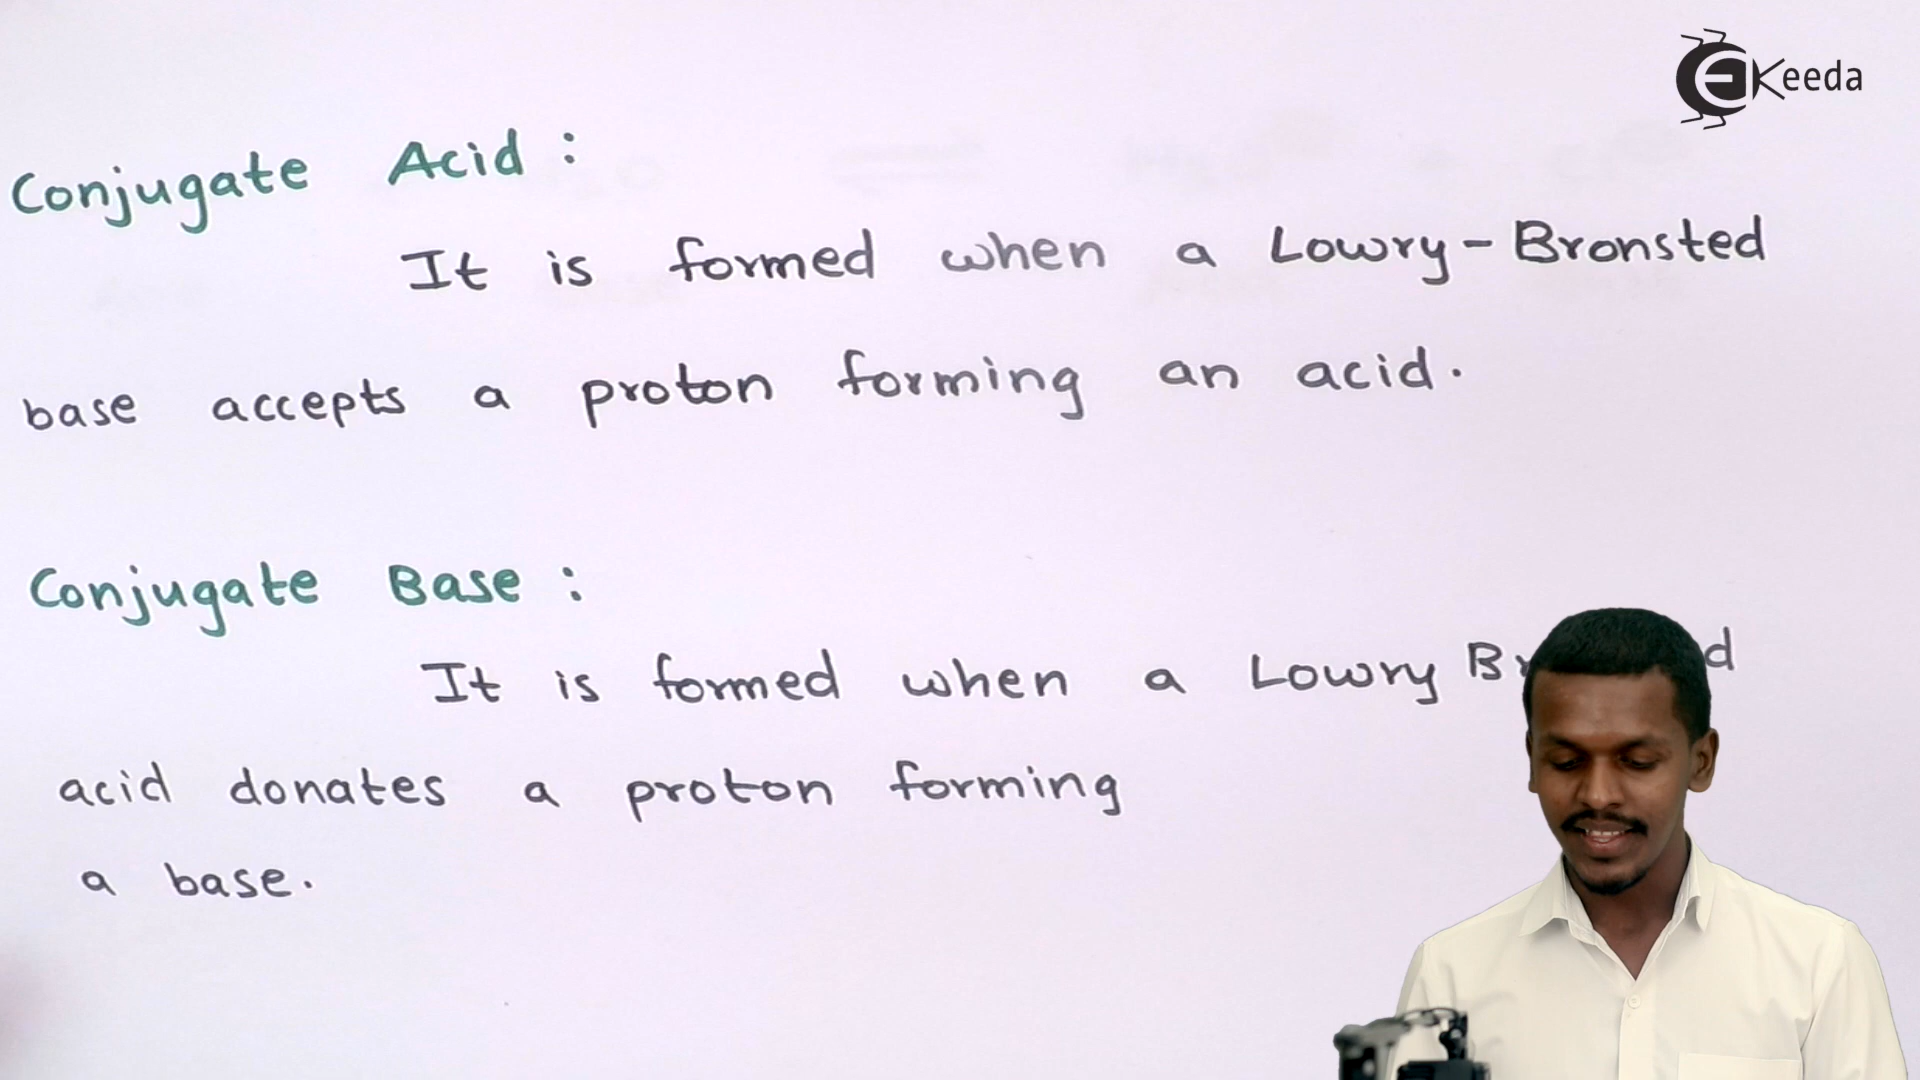 Keeda
Conjugate Acid :
It is formed when a Lowry-Bronsted
base accepts a proton forming an acid.
Conjugate Base :
It is formed when a Lowry
acid donates a proton forming
a base.